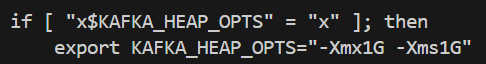 if [ "x$KAFKA_HEAP_OPTS" = "x" ]; then
    export KAFKA_HEAP_OPTS="-Xmx1G -Xms1G"